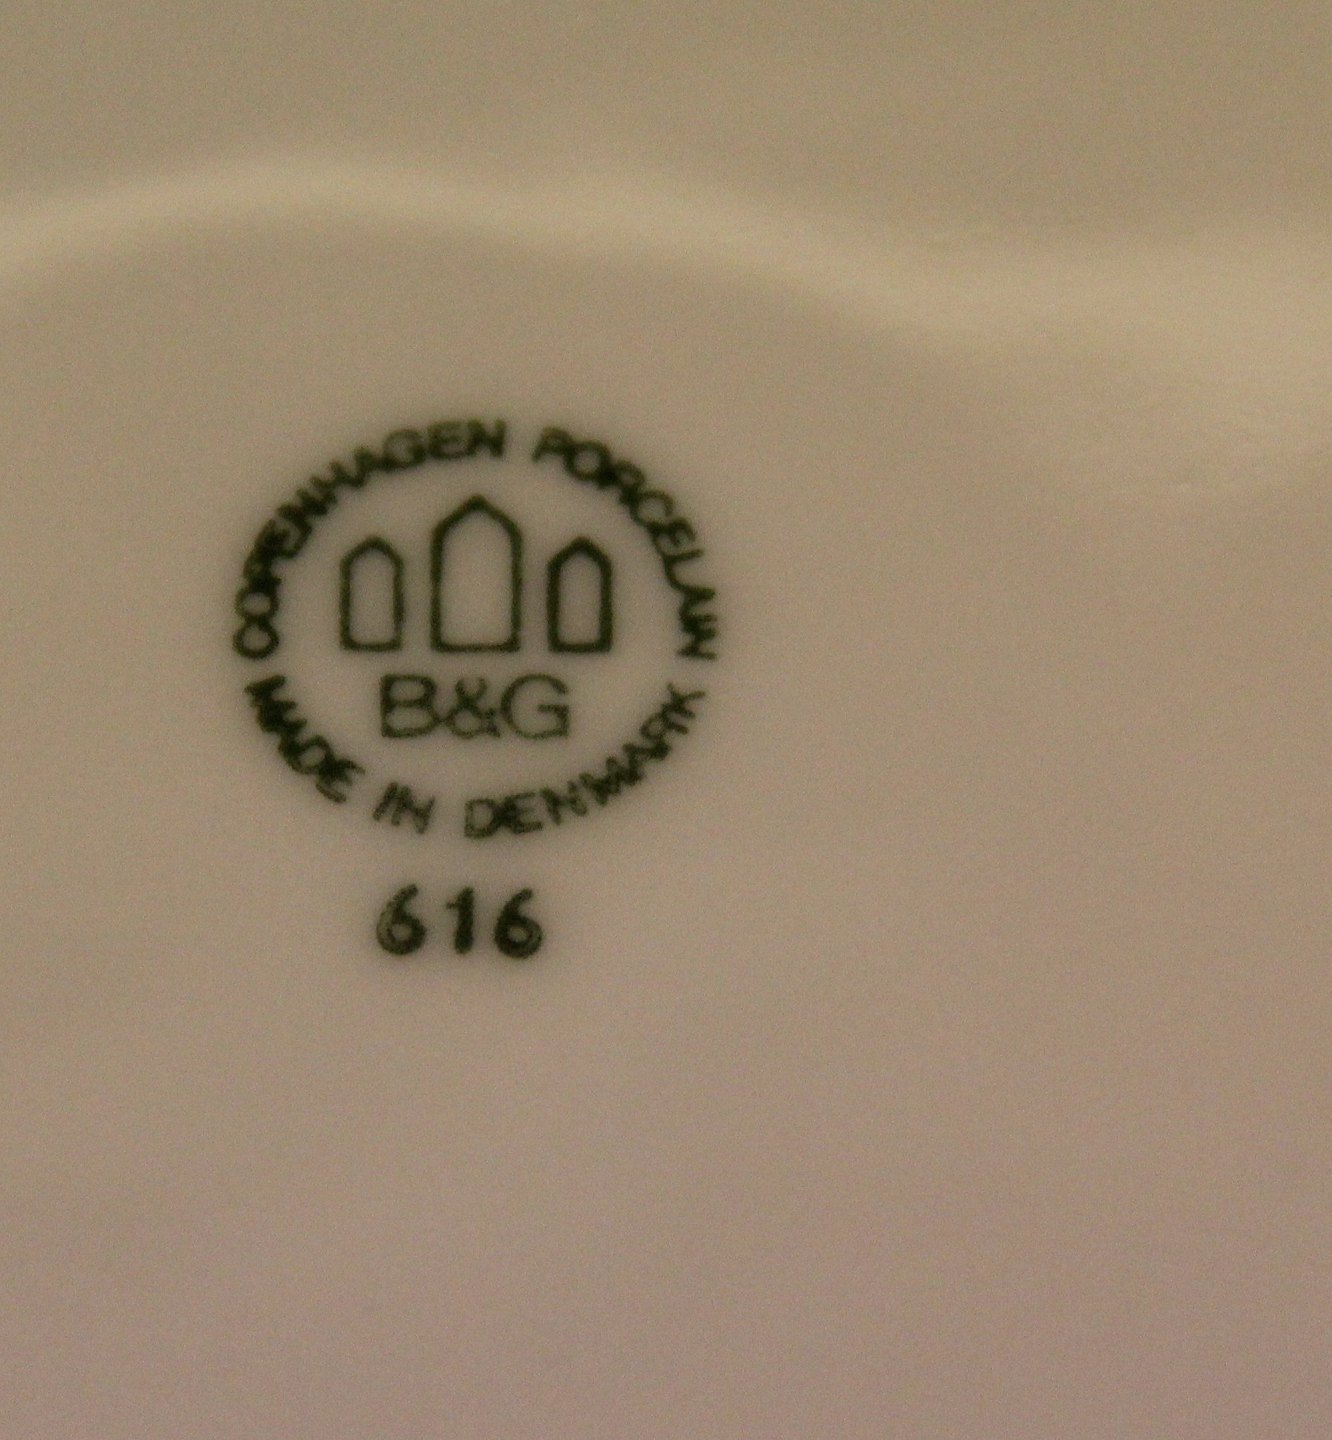 COPENHAGEN PORCELAIN
B&G
MADE IN DENMARK
616